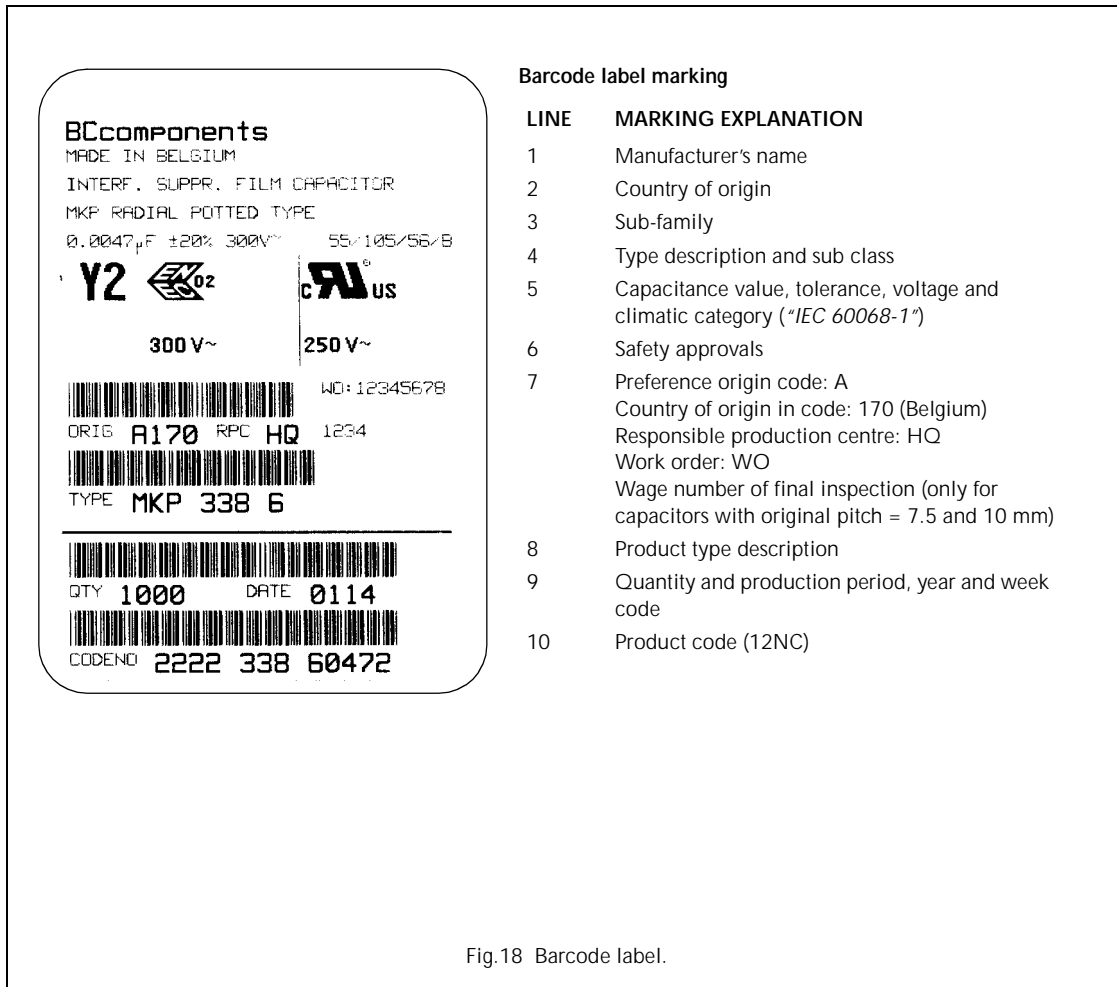 BCcomponents
MADE IN BELGIUM
INTERF. SUPPR. FILM CAPACITOR
MKP RADIAL POTTED TYPE
0.0047µF ±20% 300V~ 55/105/56/B
Y2 02 ® c US
300 V~ 250 V~
WO:12345678
ORIG A170 RPC HQ 1234
TYPE MKP 338 6
QTY 1000 DATE 0114
CODENO 2222 338 60472
Barcode label marking
LINE MARKING EXPLANATION
1 Manufacturer's name
2 Country of origin
3 Sub-family
4 Type description and sub class
5 Capacitance value, tolerance, voltage and
climatic category ("IEC 60068-1")
6 Safety approvals
7 Preference origin code: A
Country of origin in code: 170 (Belgium)
Responsible production centre: HQ
Work order: WO
Wage number of final inspection (only for
capacitors with original pitch = 7.5 and 10 mm)
8 Product type description
9 Quantity and production period, year and week
code
10 Product code (12NC)
Fig.18 Barcode label.